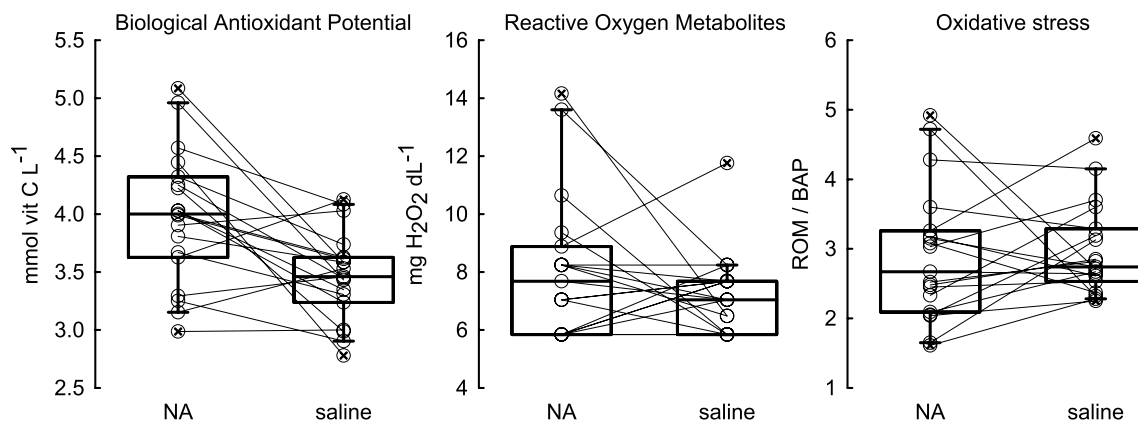 Biological Antioxidant Potential
mmol vit C L-1
5.5
5.0
4.5
4.0
3.5
3.0
2.5
NA saline
Reactive Oxygen Metabolites
mg H2O2 dL-1
16
14
12
10
8
6
4
NA saline
Oxidative stress
ROM / BAP
6
5
4
3
2
1
NA saline